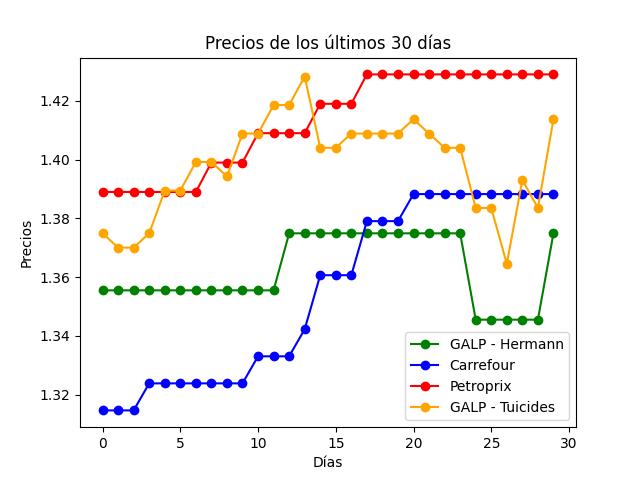 Precios de los últimos 30 días
Precios
1.42
1.40
1.38
1.36
1.34
1.32
0
5
10
15
20
25
30
Días
GALP - Hermann
Carrefour
Petroprix
GALP - Tuicides